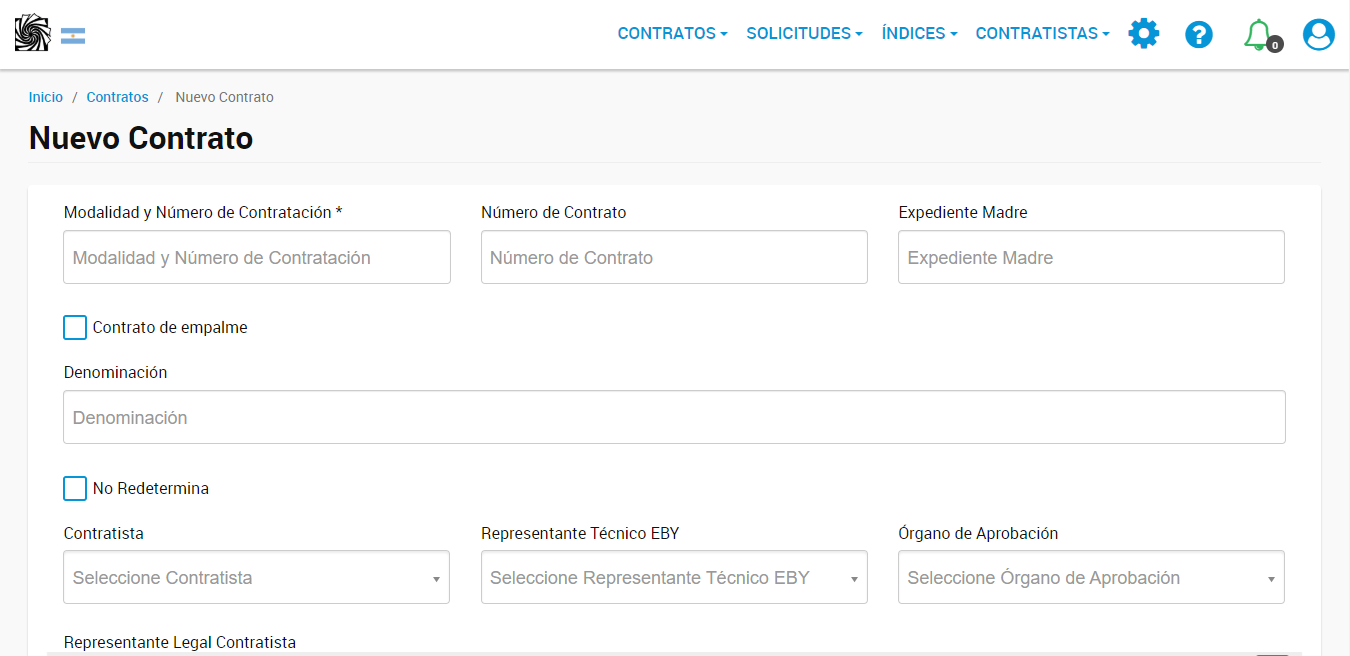 CONTRATOS SOLICITUDES ÍNDICES CONTRATISTAS 0
Inicio / Contratos / Nuevo Contrato
Nuevo Contrato
Modalidad y Número de Contratación * Número de Contrato Expediente Madre
Modalidad y Número de Contratación Número de Contrato Expediente Madre
Contrato de empalme
Denominación
Denominación
No Redetermina
Contratista Representante Técnico EBY Órgano de Aprobación
Seleccione Contratista Seleccione Representante Técnico EBY Seleccione Órgano de Aprobación
Representante Legal Contratista